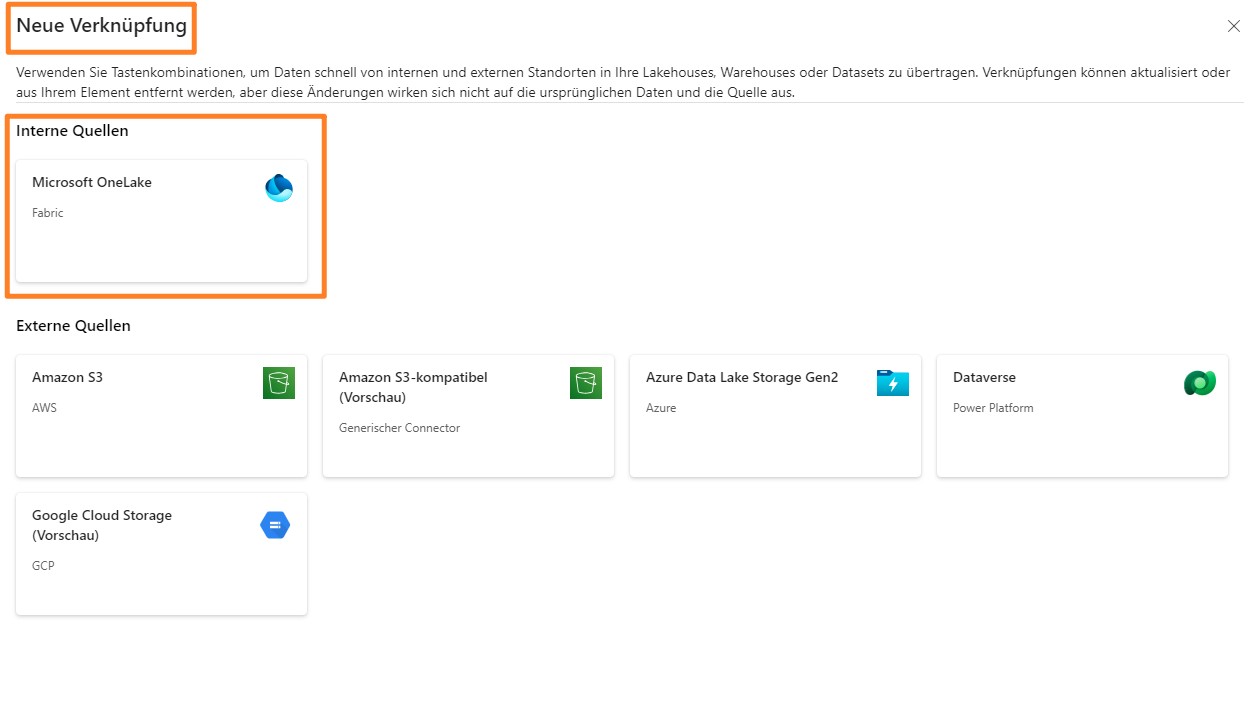 Neue Verknüpfung
Verwenden Sie Tastenkombinationen, um Daten schnell von internen und externen Standorten in Ihre Lakehouses, Warehouses oder Datasets zu übertragen. Verknüpfungen können aktualisiert oder
aus Ihrem Element entfernt werden, aber diese Änderungen wirken sich nicht auf die ursprünglichen Daten und die Quelle aus.
Interne Quellen
Microsoft OneLake
Fabric
Externe Quellen
Amazon S3
AWS
Amazon S3-kompatibel
(Vorschau)
Generischer Connector
Azure Data Lake Storage Gen2
Azure
Dataverse
Power Platform
Google Cloud Storage
(Vorschau)
GCP